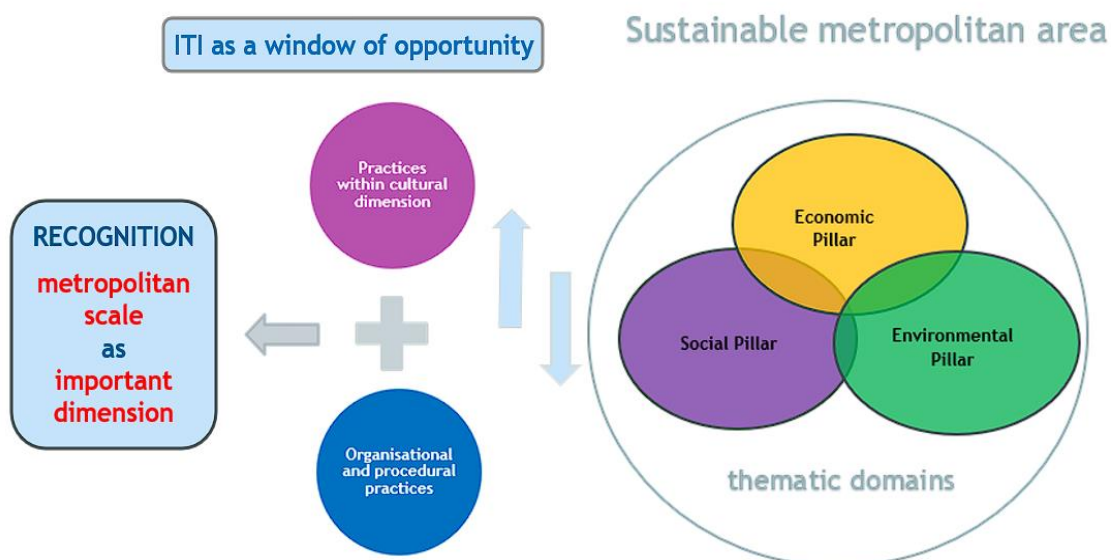 ITI as a window of opportunity
Sustainable metropolitan area
Practices
within cultural
dimension
RECOGNITION
metropolitan
scale
as
important
dimension
Organisational
and procedural
practices
Economic
Pillar
Social Pillar
Environmental
Pillar
thematic domains